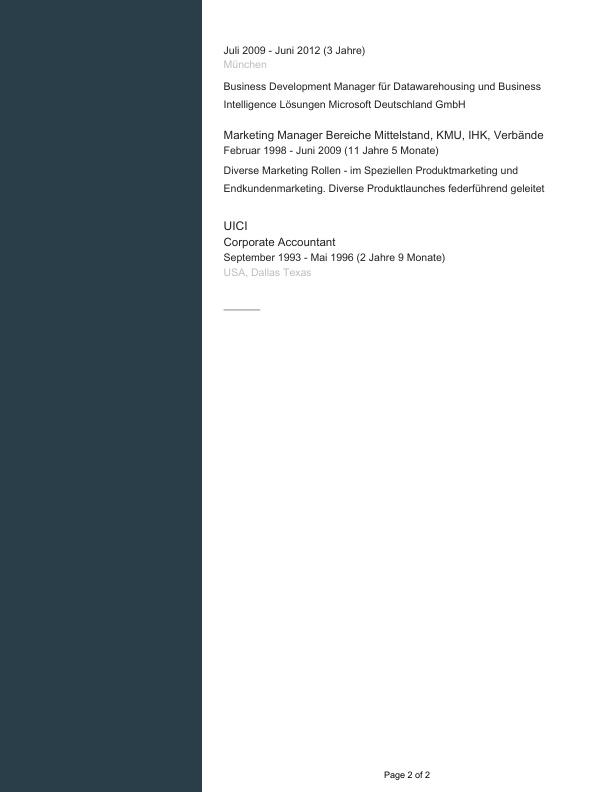 Juli 2009 - Juni 2012 (3 Jahre)
München
Business Development Manager für Datawarehousing und Business
Intelligence Lösungen Microsoft Deutschland GmbH
Marketing Manager Bereiche Mittelstand, KMU, IHK, Verbände
Februar 1998 - Juni 2009 (11 Jahre 5 Monate)
Diverse Marketing Rollen - im Speziellen Produktmarketing und
Endkundenmarketing. Diverse Produktlaunches federführend geleitet
UICI
Corporate Accountant
September 1993 - Mai 1996 (2 Jahre 9 Monate)
USA, Dallas Texas
Page 2 of 2